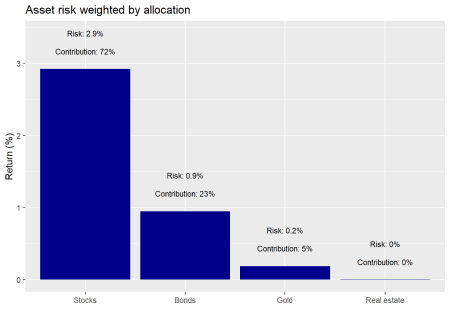 Asset risk weighted by allocation
Risk: 2.9%
Contribution: 72%
Risk: 0.9%
Contribution: 23%
Risk: 0.2%
Contribution: 5%
Risk: 0%
Contribution: 0%
Return (%)
3
2
1
0
Stocks Bonds Gold Real estate